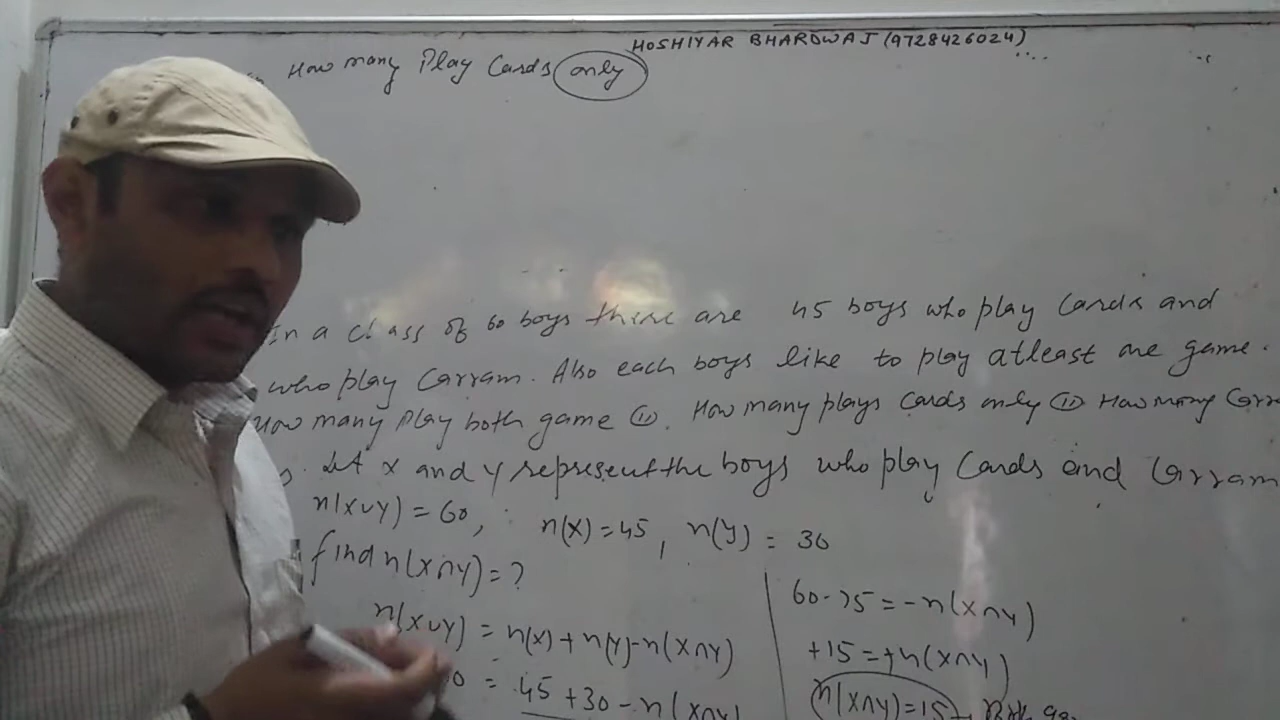 HOSHIYAR BHARDWAJ (9728426024)
How many Play Cards only
In a class of 60 boys there are 45 boys who play Cards and
who play Carram. Also each boys like to play atleast one game.
How many Play both game (i). How many plays Cards only (ii) How many Carr
Let X and Y represent the boys who play Cards and Carram
n(X∪Y) = 60, n(X) = 45, n(Y) = 30
find n(X∩Y) = ?
n(X∪Y) = n(X) + n(Y) - n(X∩Y)
0 = 45 + 30 - n(X∩Y)
60-75 = -n(X∩Y)
+15 = +n(X∩Y)
n(X∩Y) = 15